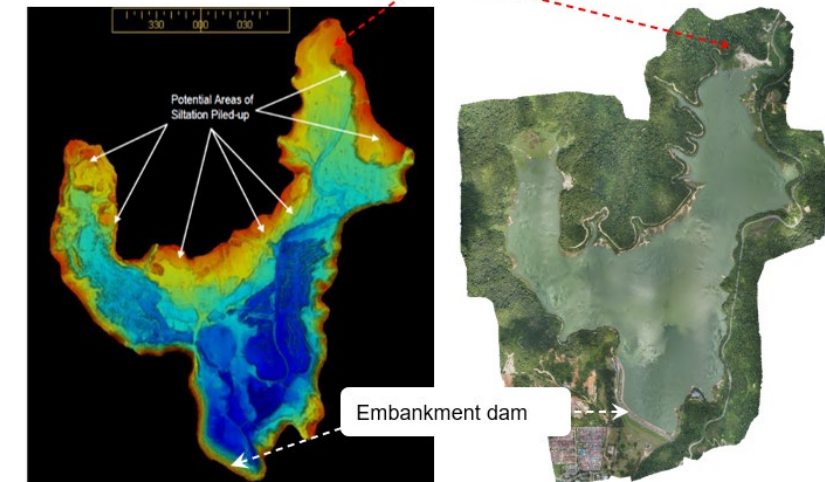 330 000 030
Potential Areas of
Siltation Piled-up
Embankment dam